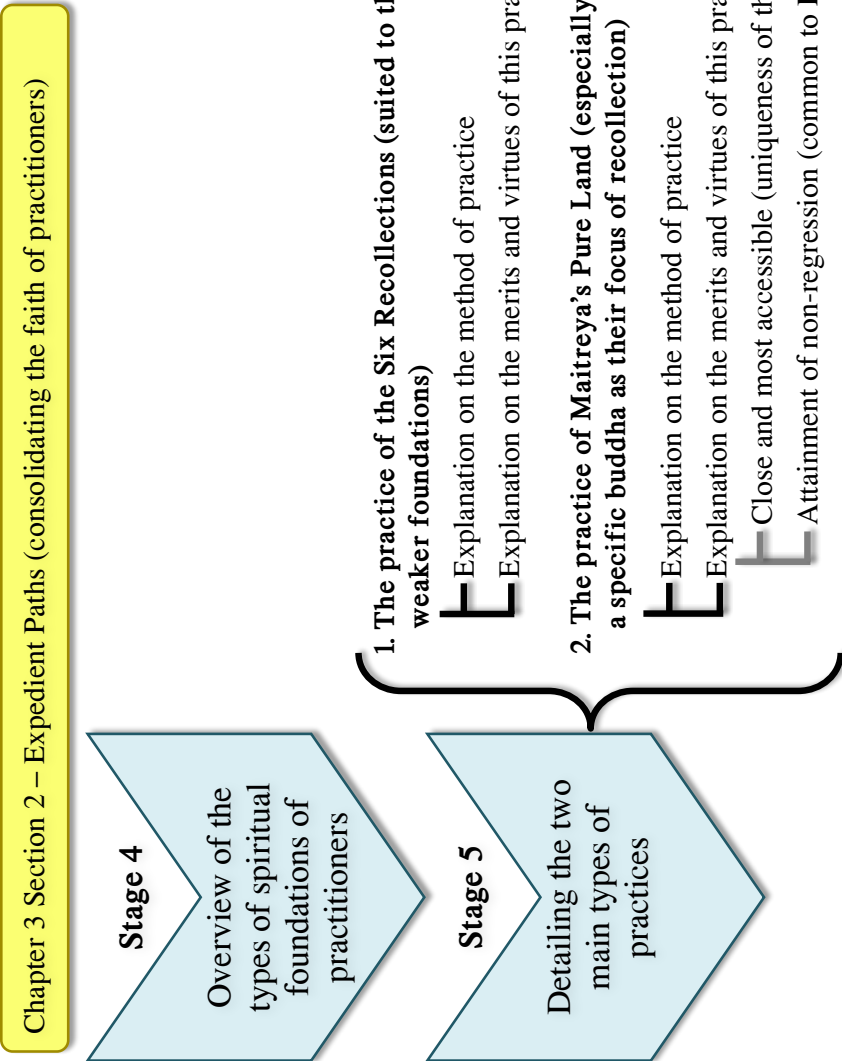 Chapter 3 Section 2 – Expedient Paths (consolidating the faith of practitioners)
Stage 4
Overview of the
types of spiritual
foundations of
practitioners
Stage 5
Detailing the two
main types of
practices
1. The practice of the Six Recollections (suited to
weaker foundations)
Explanation on the method of practice
Explanation on the merits and virtues of this
2. The practice of Maitreya’s Pure Land (especially
a specific buddha as their focus of recollection)
Explanation on the method of practice
Explanation on the merits and virtues of this
Close and most accessible (uniqueness of
Attainment of non-regression (common to